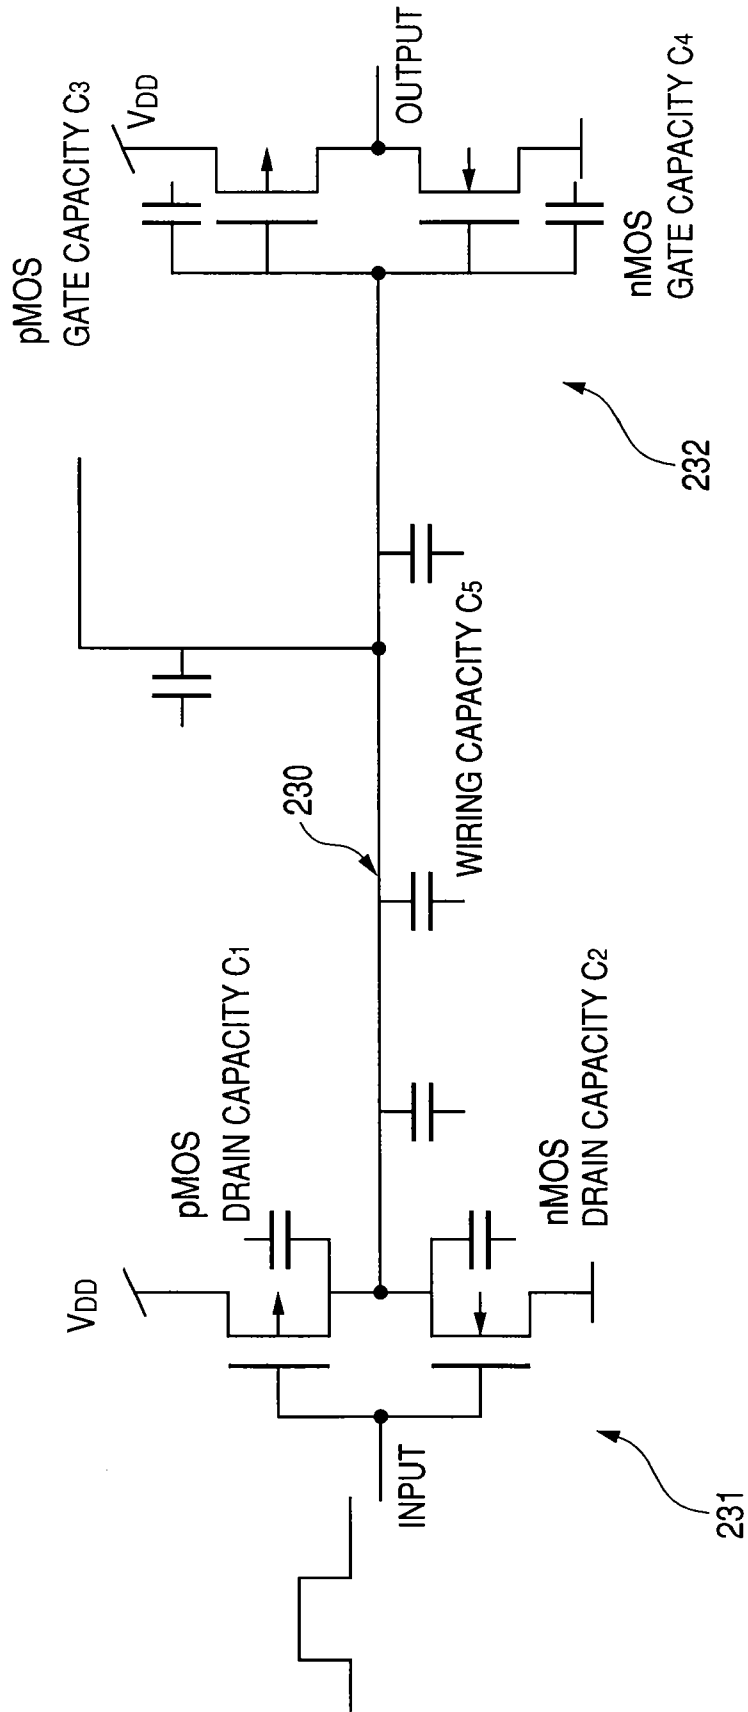 INPUT
231
VDD
pMOS
DRAIN CAPACITY C1
nMOS
DRAIN CAPACITY C2
230
WIRING CAPACITY C5
232
pMOS
GATE CAPACITY C3
VDD
OUTPUT
nMOS
GATE CAPACITY C4